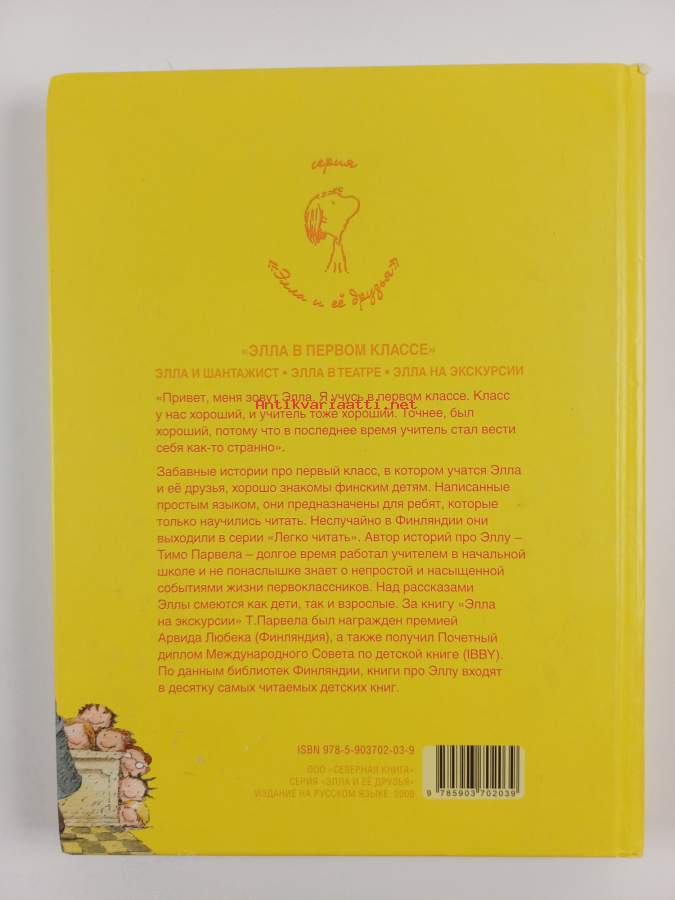 серия
«Элла и её друзья»
«ЭЛЛА В ПЕРВОМ КЛАССЕ»
ЭЛЛА И ШАНТАЖИСТ • ЭЛЛА В ТЕАТРЕ • ЭЛЛА НА ЭКСКУРСИИ
«Привет, меня зовут Элла. Я учусь в первом классе. Класс
Antikvariaatti.net
у нас хороший, и учитель тоже хороший. Точнее, был
хороший, потому что в последнее время учитель стал вести
себя как-то странно».
Забавные истории про первый класс, в котором учатся Элла
и её друзья, хорошо знакомы финским детям. Написанные
простым языком, они предназначены для ребят, которые
только научились читать. Неслучайно в Финляндии они
выходили в серии «Легко читать». Автор историй про Эллу –
Тимо Парвела – долгое время работал учителем в начальной
школе и не понаслышке знает о непростой и насыщенной
событиями жизни первоклассников. Над рассказами
Эллы смеются как дети, так и взрослые. За книгу «Элла
на экскурсии» Т.Парвела был награжден премией
Арвида Любека (Финляндия), а также получил Почетный
диплом Международного Совета по детской книге (IBBY).
По данным библиотек Финляндии, книги про Эллу входят
в десятку самых читаемых детских книг.
ISBN 978-5-903702-03-9
ООО «СЕВЕРНАЯ КНИГА»
СЕРИЯ «ЭЛЛА И ЕЁ ДРУЗЬЯ»
ИЗДАНИЕ НА РУССКОМ ЯЗЫКЕ. 2008
9 785903 702039